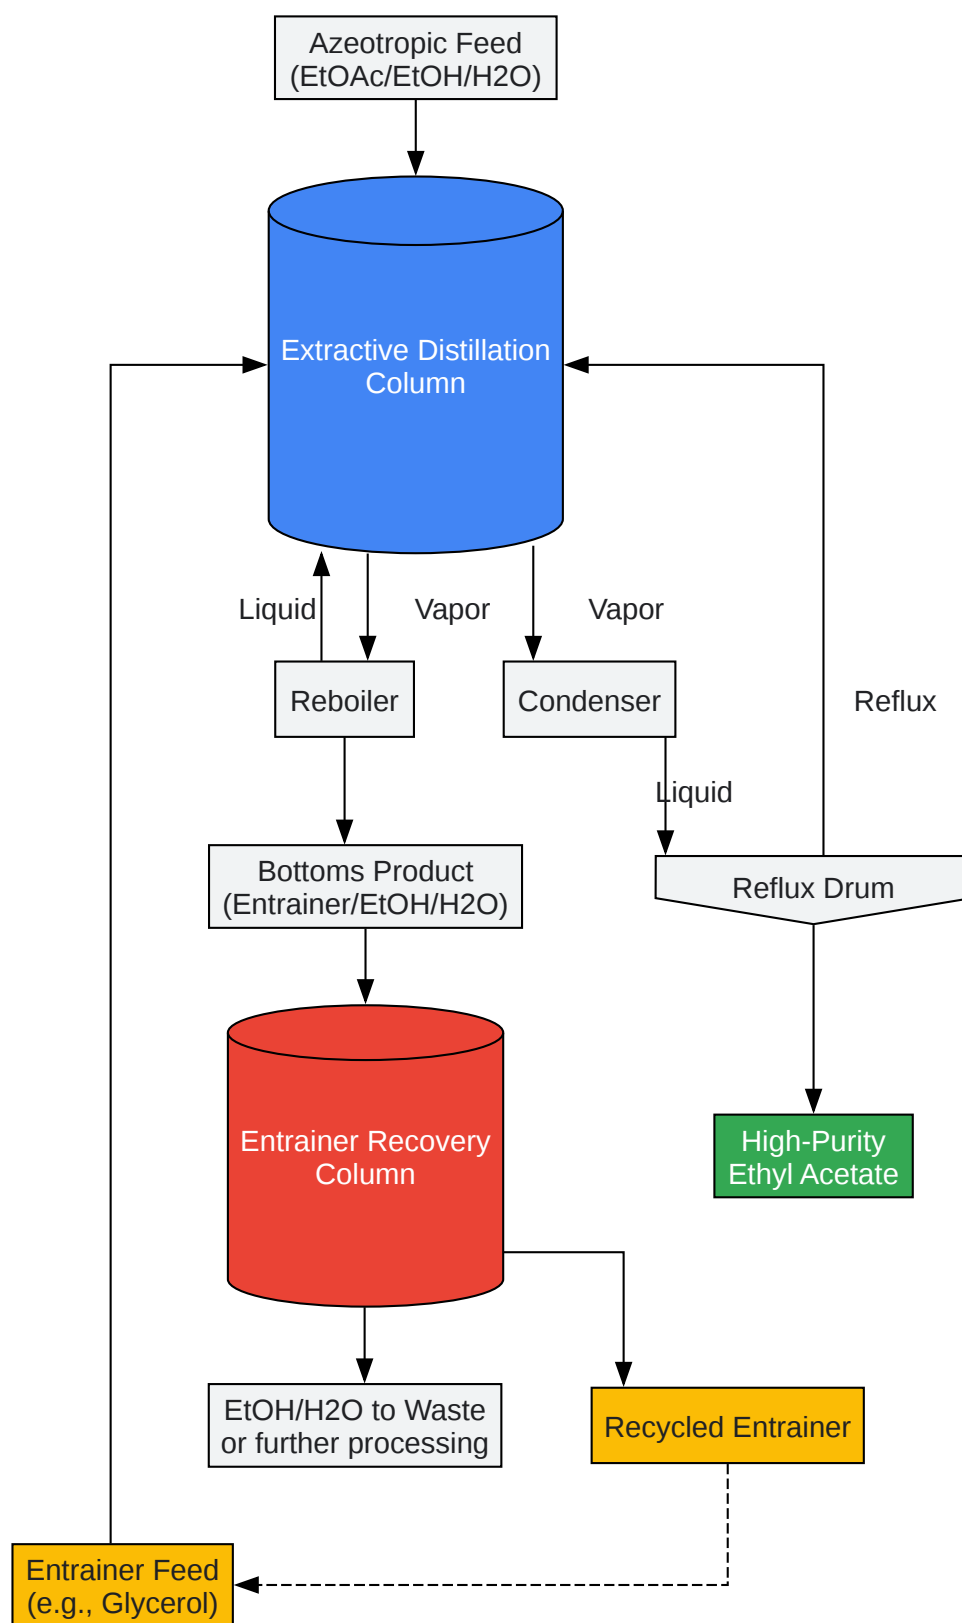 Azeotropic Feed
(EtOAc/EtOH/H2O)
Extractive Distillation
Column
Liquid
Vapor
Vapor
Reboiler
Condenser
Reflux
Liquid
Bottoms Product
(Entrainer/EtOH/H2O)
Reflux Drum
Entrainer Recovery
Column
High-Purity
Ethyl Acetate
EtOH/H2O to Waste
or further processing
Recycled Entrainer
Entrainer Feed
(e.g., Glycerol)